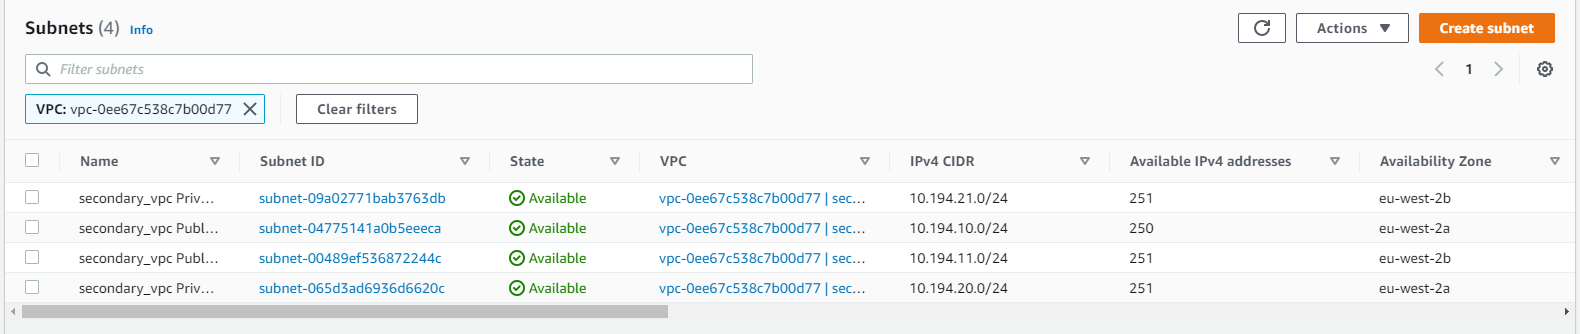 Subnets (4) Info
Actions
Create subnet
Filter subnets
1
VPC: vpc-0ee67c538c7b00d77
Clear filters
Name Subnet ID State VPC IPv4 CIDR Available IPv4 addresses Availability Zone
secondary_vpc Priv... subnet-09a02771bab3763db Available vpc-0ee67c538c7b00d77 | sec... 10.194.21.0/24 251 eu-west-2b
secondary_vpc Publ... subnet-04775141a0b5eeeca Available vpc-0ee67c538c7b00d77 | sec... 10.194.10.0/24 250 eu-west-2a
secondary_vpc Publ... subnet-00489ef536872244c Available vpc-0ee67c538c7b00d77 | sec... 10.194.11.0/24 251 eu-west-2b
secondary_vpc Priv... subnet-065d3ad6936d6620c Available vpc-0ee67c538c7b00d77 | sec... 10.194.20.0/24 251 eu-west-2a